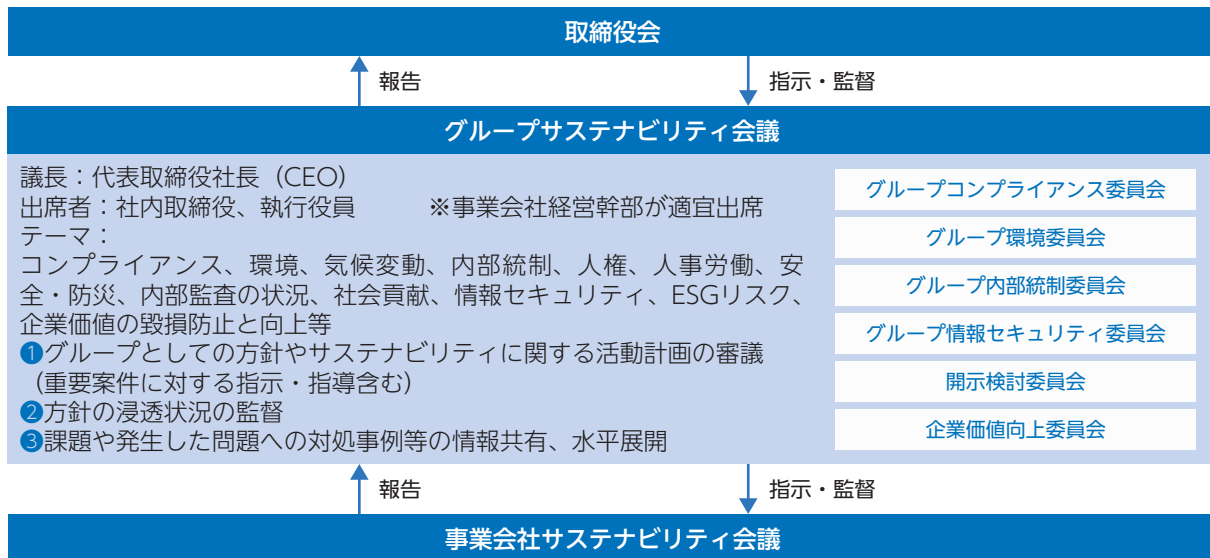 取締役会
報告
指示・監督
グループサステナビリティ会議
議長：代表取締役社長（CEO）
出席者：社内取締役、執行役員　　　※事業会社経営幹部が適宜出席
テーマ：
コンプライアンス、環境、気候変動、内部統制、人権、人事労働、安
全・防災、内部監査の状況、社会貢献、情報セキュリティ、ESGリスク、
企業価値の毀損防止と向上等
❶グループとしての方針やサステナビリティに関する活動計画の審議
（重要案件に対する指示・指導含む）
❷方針の浸透状況の監督
❸課題や発生した問題への対処事例等の情報共有、水平展開
グループコンプライアンス委員会
グループ環境委員会
グループ内部統制委員会
グループ情報セキュリティ委員会
開示検討委員会
企業価値向上委員会
報告
指示・監督
事業会社サステナビリティ会議